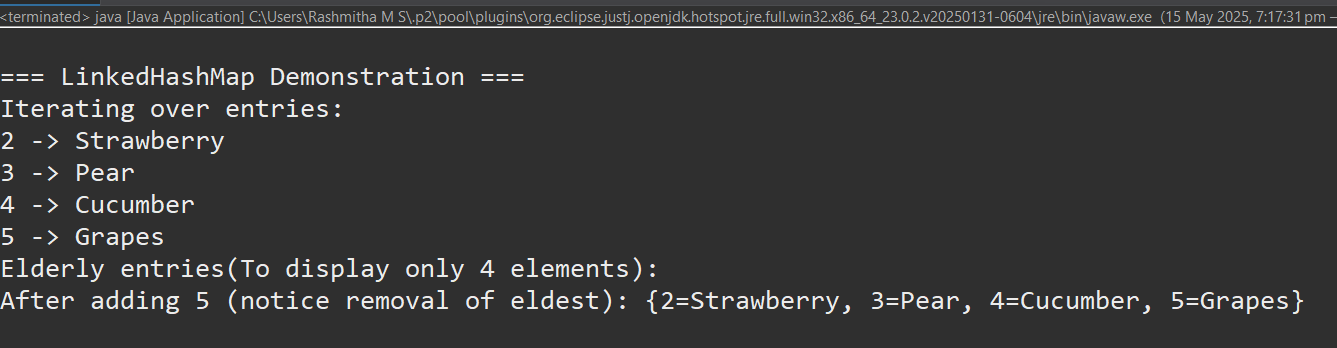 <terminated> java [Java Application] C:\Users\Rashmitha M S\.p2\pool\plugins\org.eclipse.justj.openjdk.hotspot.jre.full.win32.x86_64_23.0.2.v20250131-0604\jre\bin\javaw.exe (15 May 2025, 7:17:31 pm –
=== LinkedHashMap Demonstration ===
Iterating over entries:
2 -> Strawberry
3 -> Pear
4 -> Cucumber
5 -> Grapes
Elderly entries(To display only 4 elements):
After adding 5 (notice removal of eldest): {2=Strawberry, 3=Pear, 4=Cucumber, 5=Grapes}